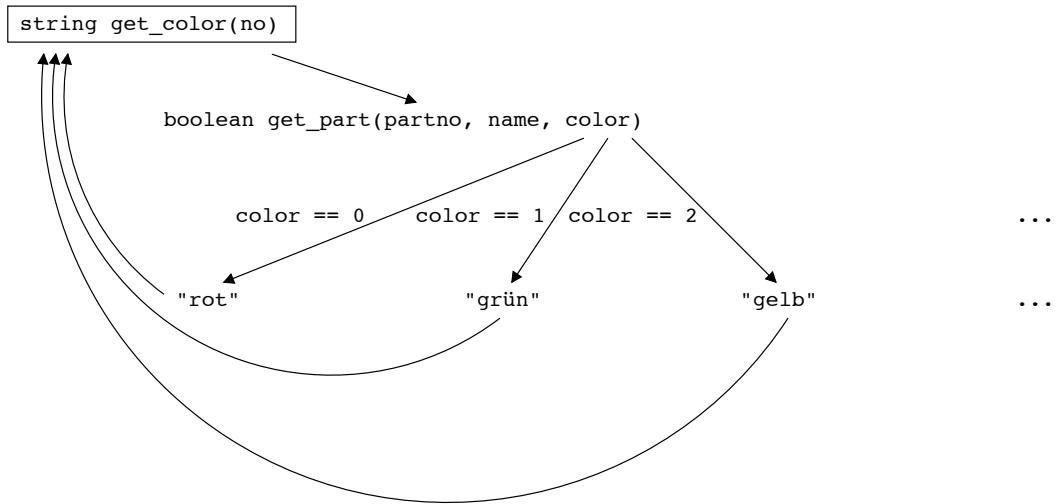 string get_color(no)
boolean get_part(partno, name, color)
color == 0 color == 1 color == 2 ...
"rot" "grün" "gelb" ...